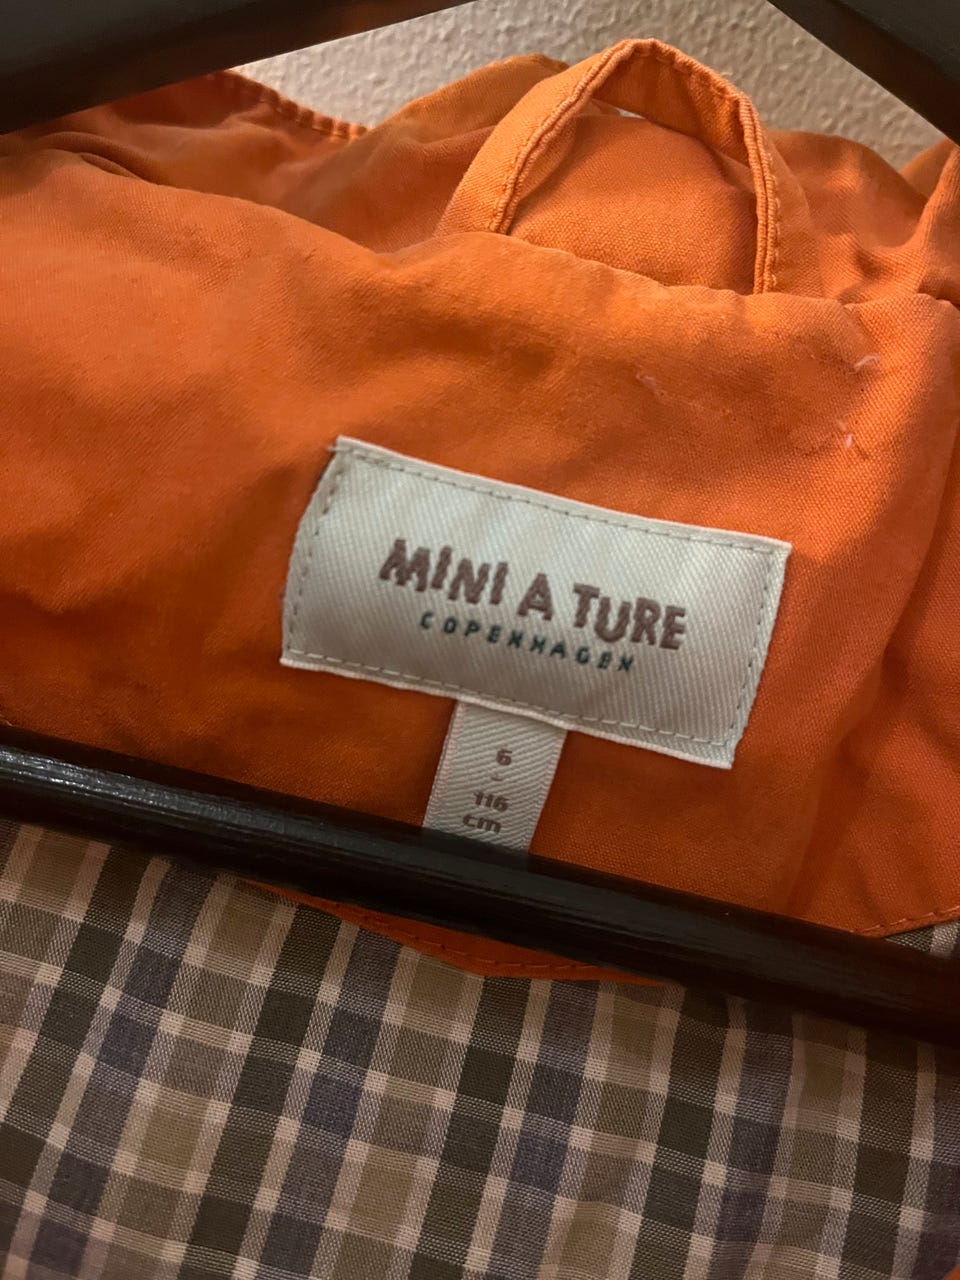 MINI A TURE
COPENHAGEN
6
-
116
cm